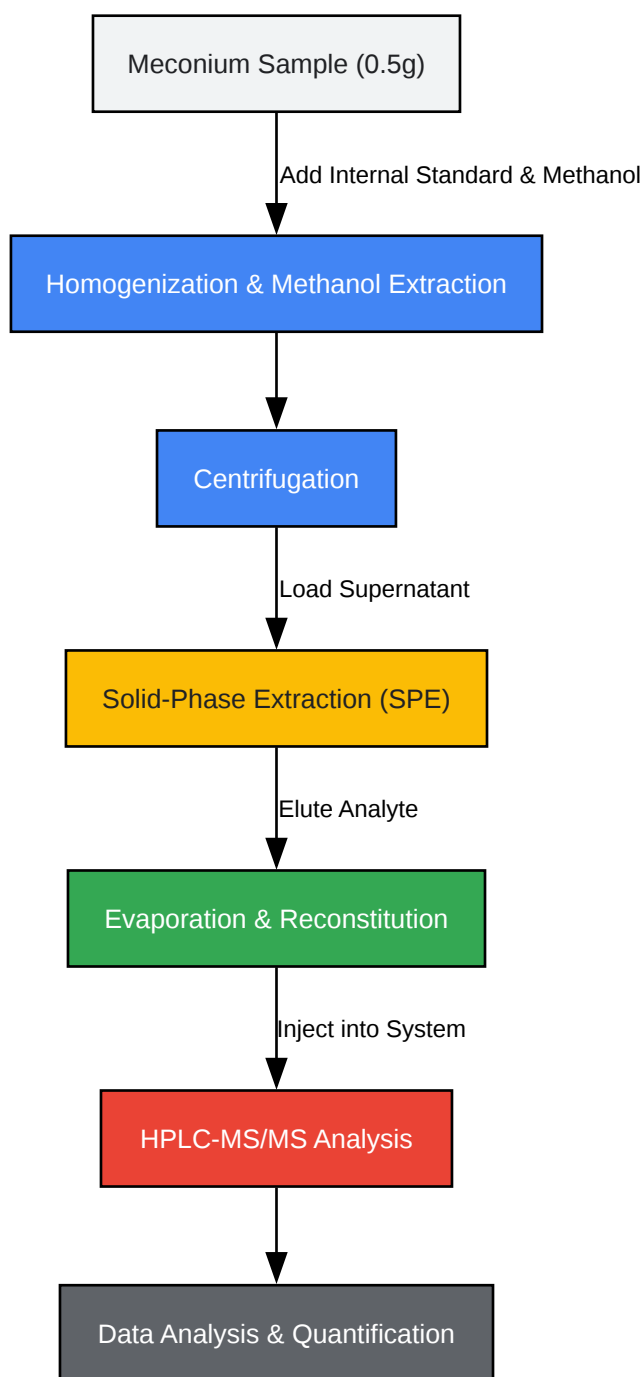 Meconium Sample (0.5g)
Add Internal Standard & Methanol
Homogenization & Methanol Extraction
Centrifugation
Load Supernatant
Solid-Phase Extraction (SPE)
Elute Analyte
Evaporation & Reconstitution
Inject into System
HPLC-MS/MS Analysis
Data Analysis & Quantification